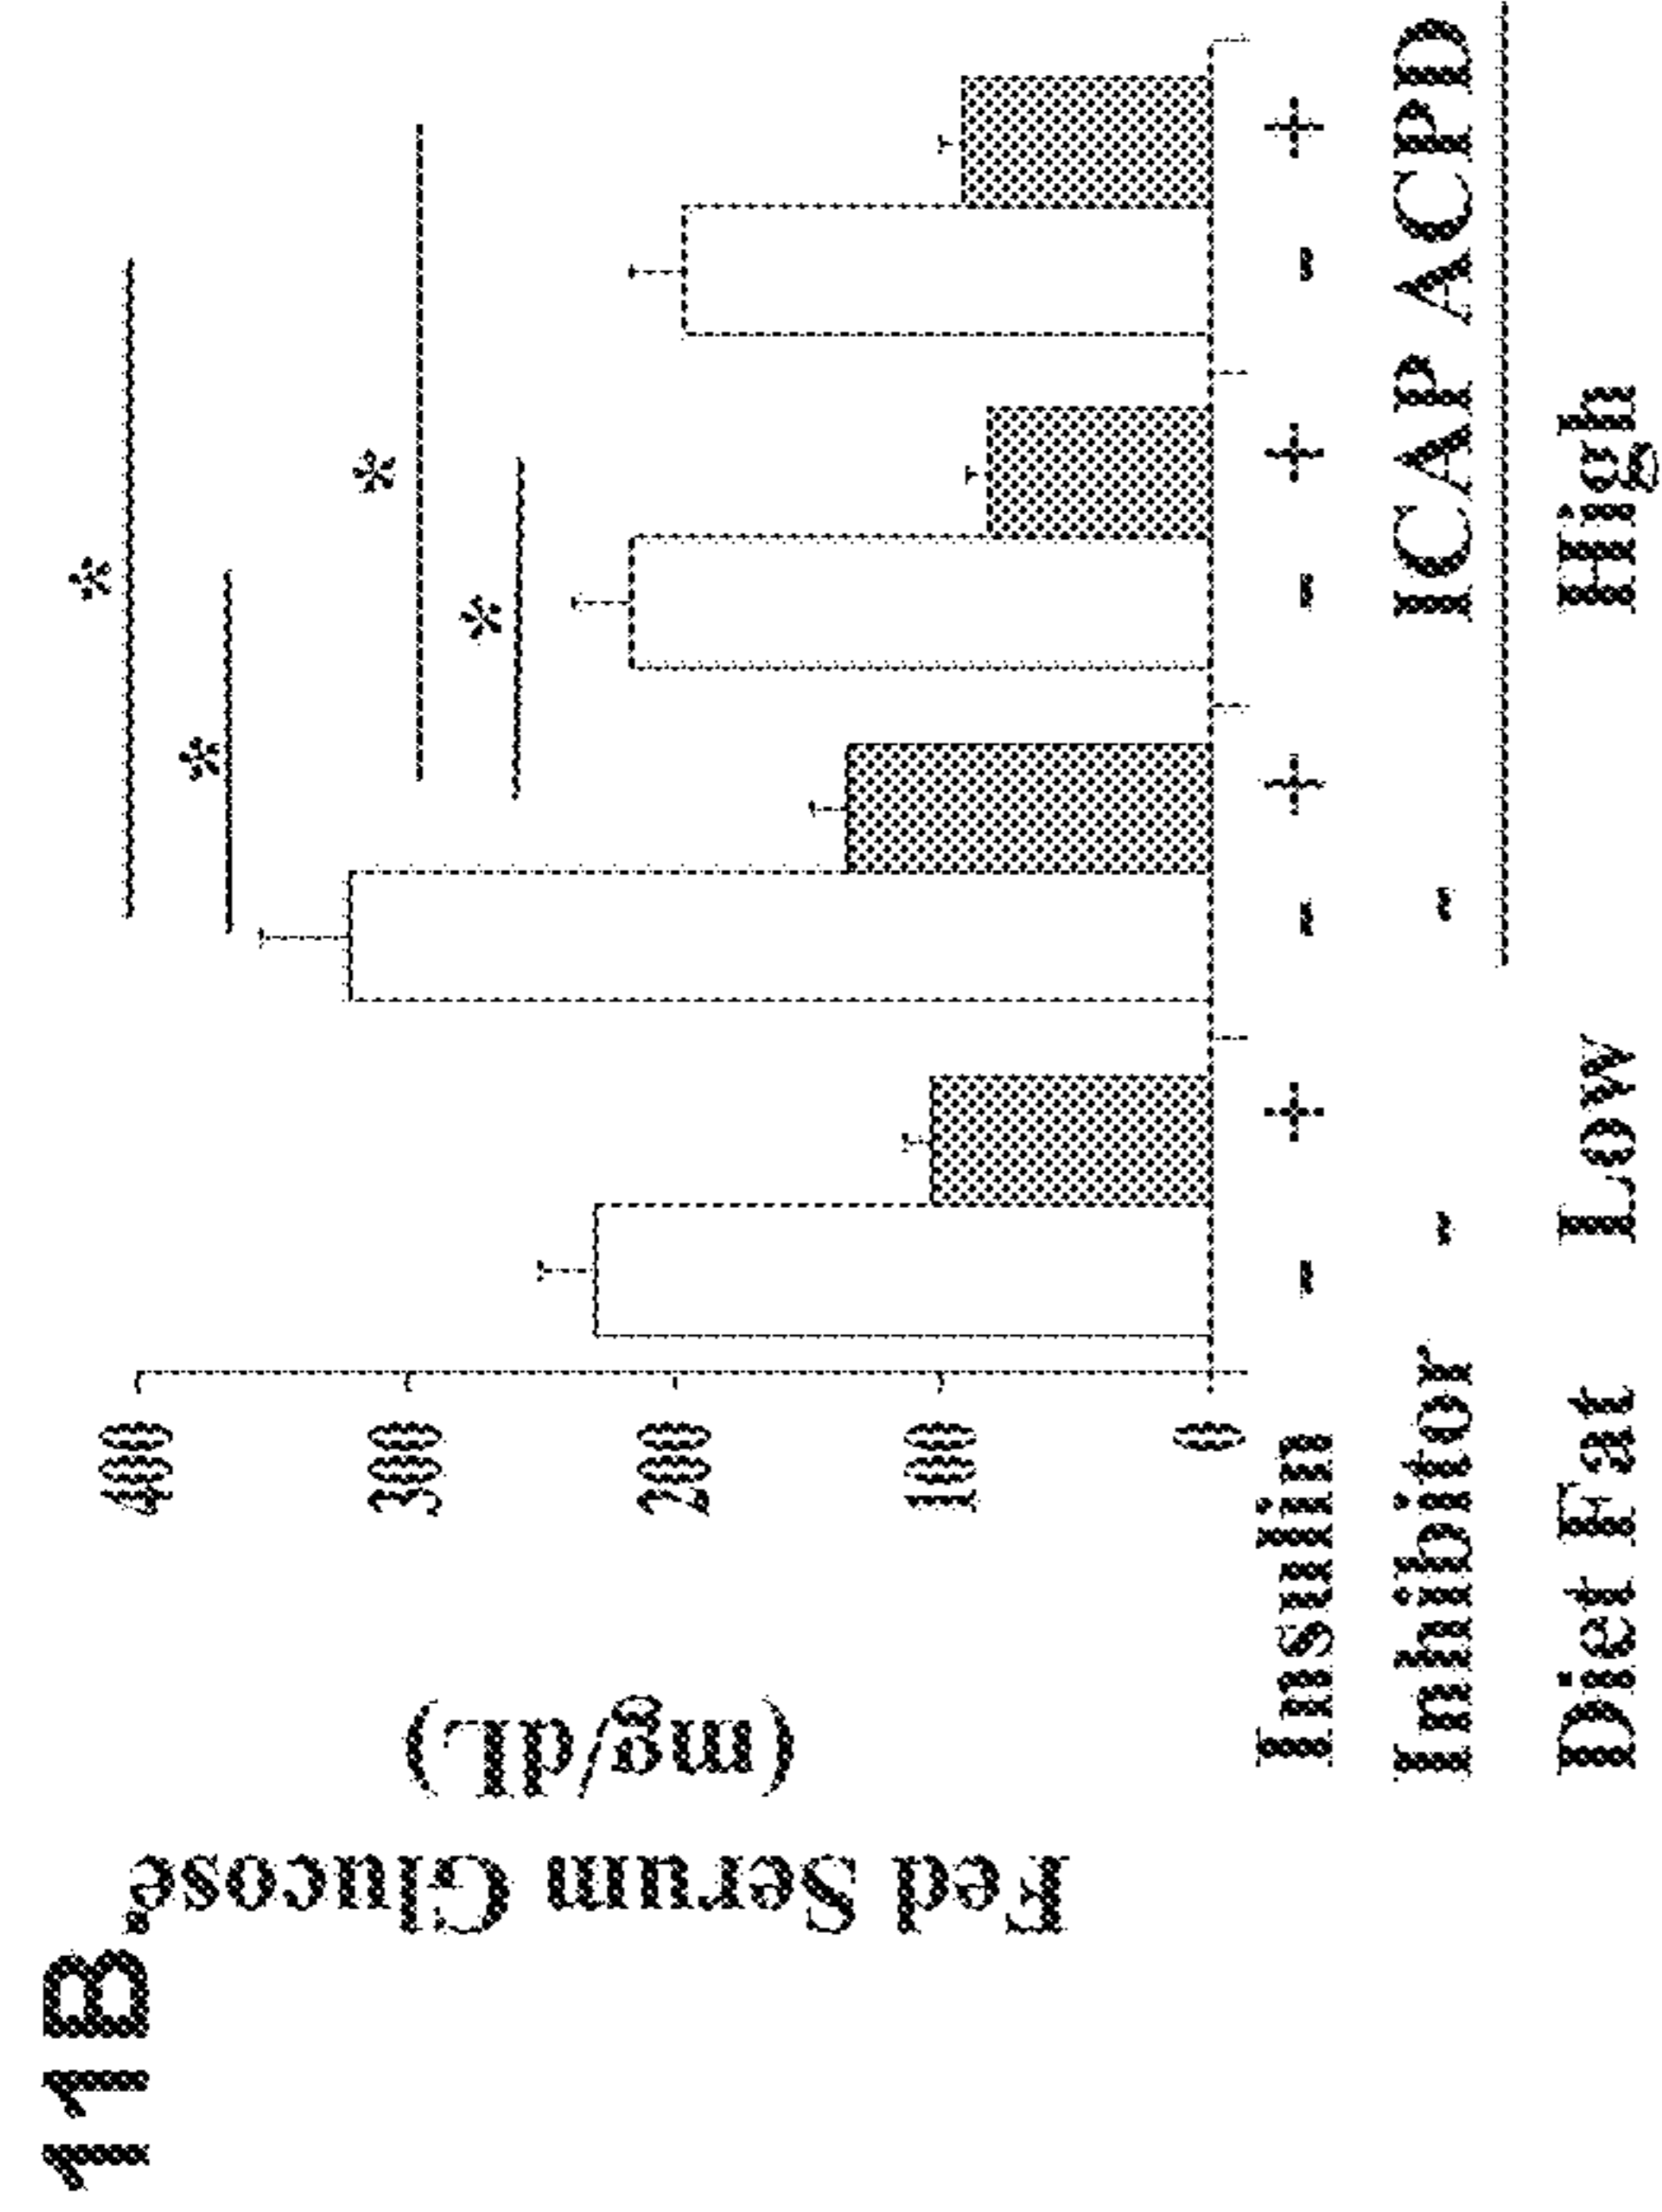 11B
Fed Serum Glucose
(mg/dL)
400
300
200
100
0
*
*
*
*
Insulin - + - + - + - +
Inhibitor - - ICAP ACPD
Diet Fat Low High